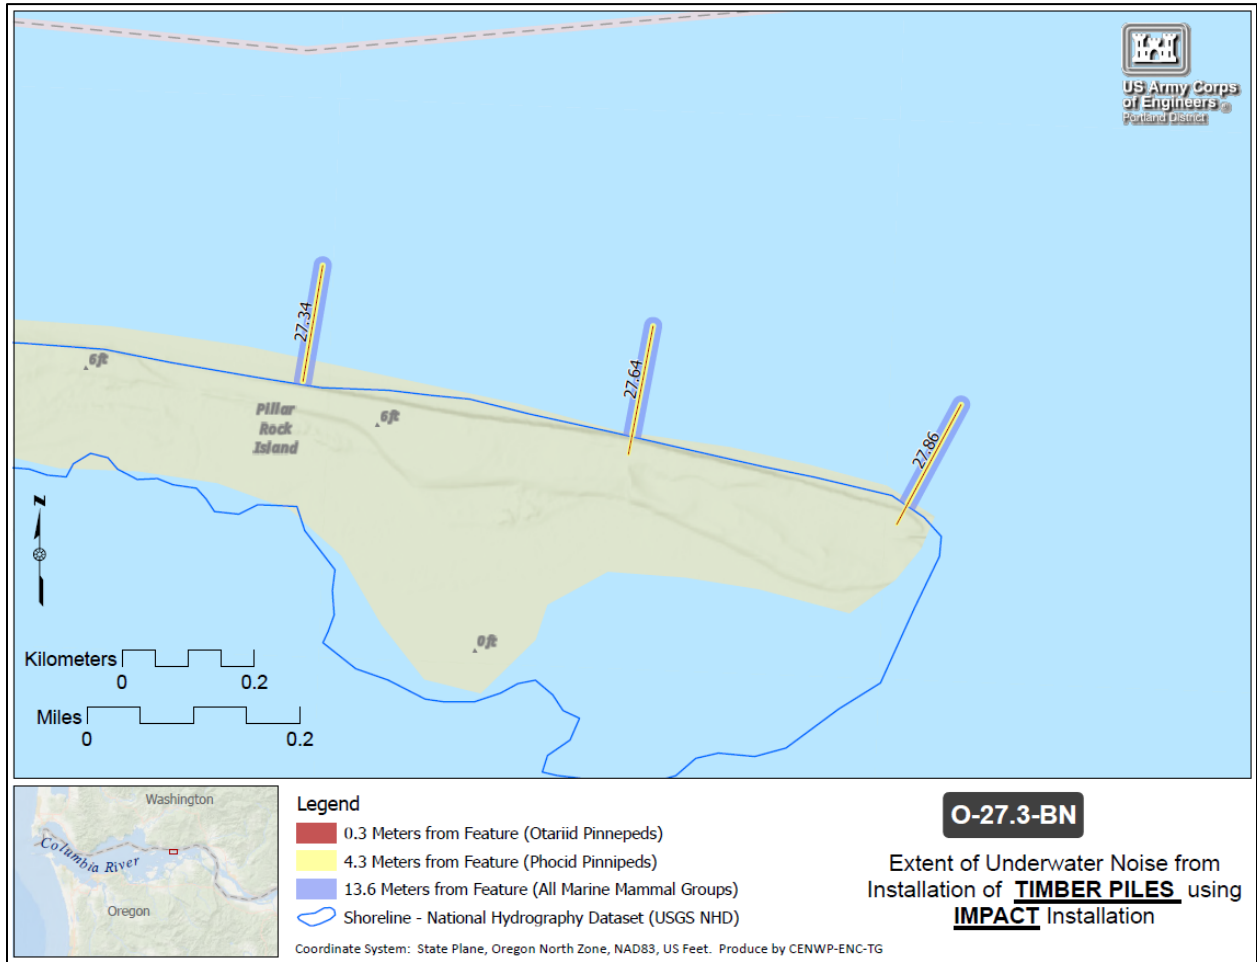 US Army Corps
of Engineers ®
Portland District
27.34
27.64
27.86
6ft
Pillar
Rock
Island
6ft
0ft
N
Kilometers
0 0.2
Miles
0 0.2
Washington
Columbia River
Oregon
Legend
0.3 Meters from Feature (Otariid Pinnepeds)
4.3 Meters from Feature (Phocid Pinnipeds)
13.6 Meters from Feature (All Marine Mammal Groups)
Shoreline - National Hydrography Dataset (USGS NHD)
Coordinate System: State Plane, Oregon North Zone, NAD83, US Feet. Produce by CENWP-ENC-TG
O-27.3-BN
Extent of Underwater Noise from
Installation of TIMBER PILES using
IMPACT Installation